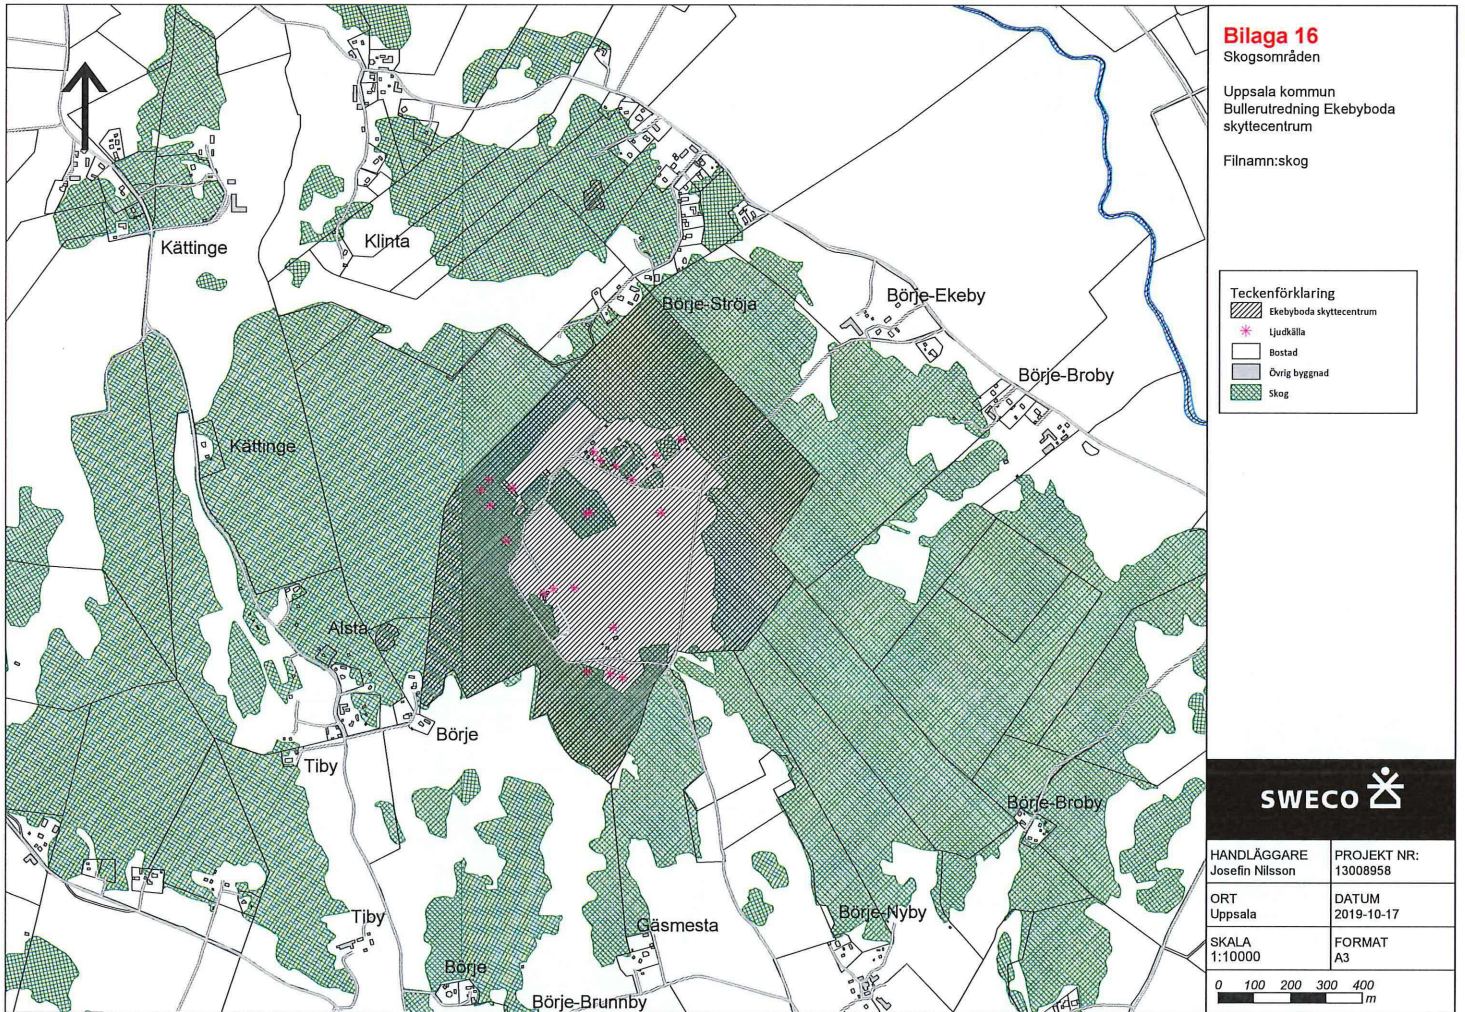 Bilaga 16
Skogsområden
Uppsala kommun
Bullerutredning Ekebyboda
skyttecentrum
Filnamn:skog
Teckenförklaring
Ekebyboda skyttecentrum
Ljudkälla
Bostad
Övrig byggnad
Skog
Kättinge
Klinta
Börje-Ströja
Börje-Ekeby
Börje-Broby
Kättinge
Alsta
Börje
Tiby
Börje-Broby
Tiby
Gäsmesta
Börje-Nyby
Börje
Börje-Brunnby
SWECO
HANDLÄGGARE
Josefin Nilsson
PROJEKT NR:
13008958
ORT
Uppsala
DATUM
2019-10-17
SKALA
1:10000
FORMAT
A3
0 100 200 300 400
m